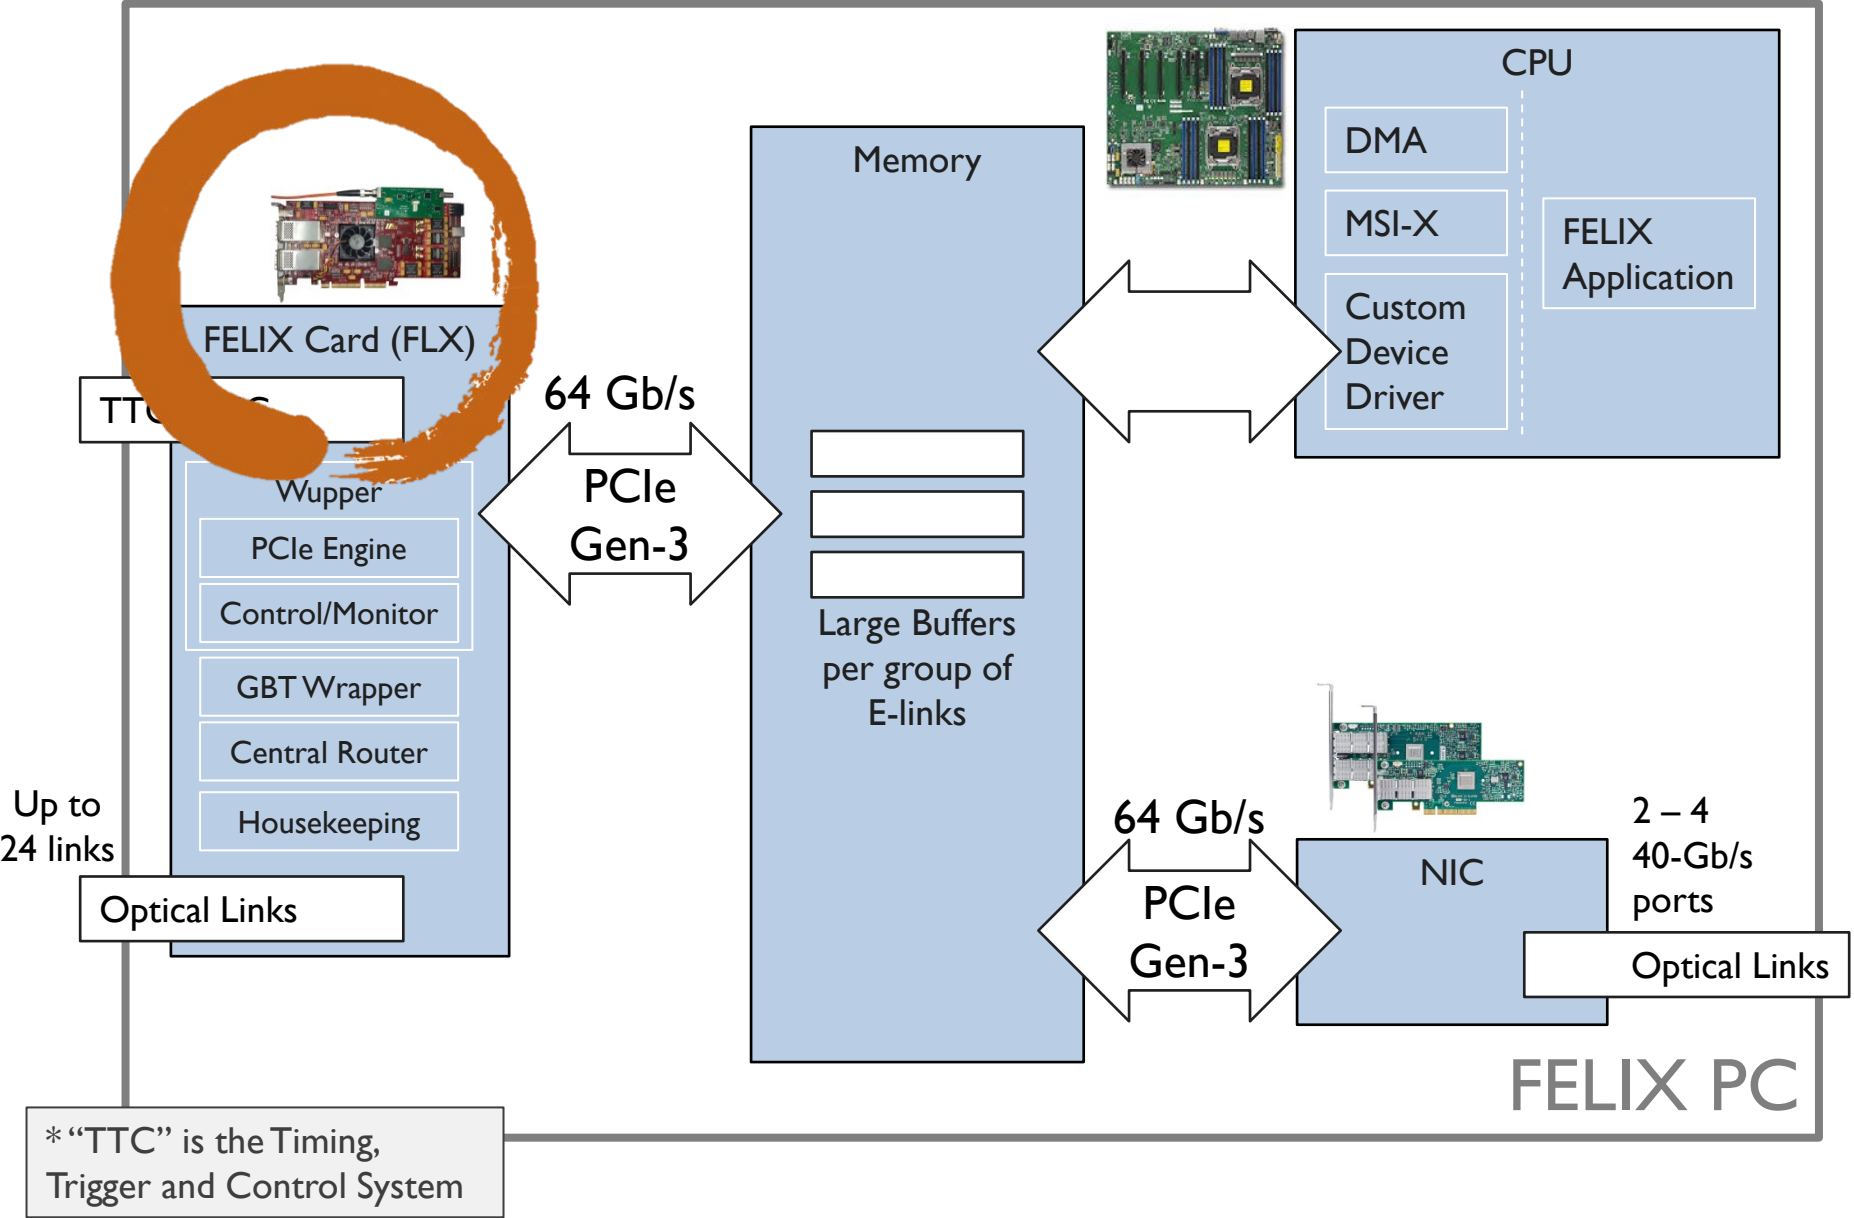 CPU
DMA
MSI-X
Custom
Device
Driver
FELIX
Application
Memory
Large Buffers
per group of
E-links
FELIX Card (FLX)
64 Gb/s
PCIe
Gen-3
Wupper
PCIe Engine
Control/Monitor
GBT Wrapper
Central Router
Housekeeping
Up to
24 links
Optical Links
64 Gb/s
PCIe
Gen-3
NIC
2 – 4
40-Gb/s
ports
Optical Links
FELIX PC
* “TTC” is the Timing,
Trigger and Control System